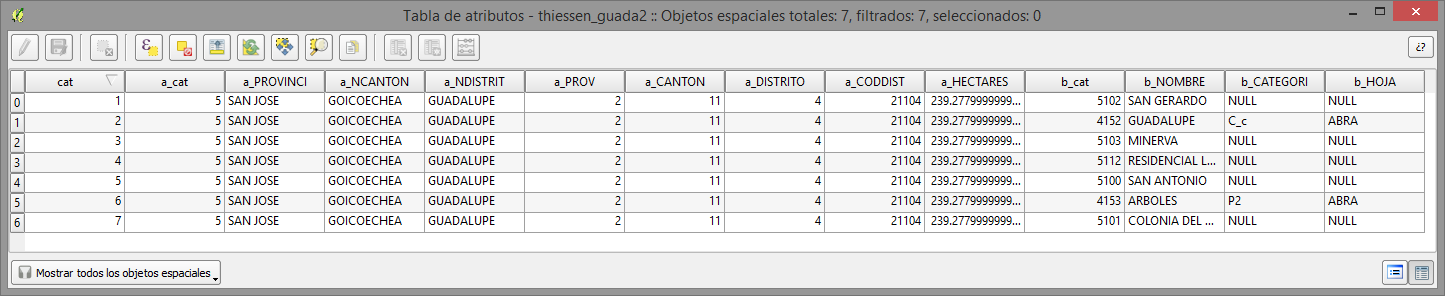 Tabla de atributos - thiessen_guada2 :: Objetos espaciales totales: 7, filtrados: 7, seleccionados: 0
ε
¿?
cat a_cat a_PROVINCI a_NCANTON a_NDISTRIT a_PROV a_CANTON a_DISTRITO a_CODDIST a_HECTARES b_cat b_NOMBRE b_CATEGORI b_HOJA
0 1 5 SAN JOSE GOICOECHEA GUADALUPE 2 11 4 21104 239.2779999999... 5102 SAN GERARDO NULL NULL
1 2 5 SAN JOSE GOICOECHEA GUADALUPE 2 11 4 21104 239.2779999999... 4152 GUADALUPE C_c ABRA
2 3 5 SAN JOSE GOICOECHEA GUADALUPE 2 11 4 21104 239.2779999999... 5103 MINERVA NULL NULL
3 4 5 SAN JOSE GOICOECHEA GUADALUPE 2 11 4 21104 239.2779999999... 5112 RESIDENCIAL L... NULL NULL
4 5 5 SAN JOSE GOICOECHEA GUADALUPE 2 11 4 21104 239.2779999999... 5100 SAN ANTONIO NULL NULL
5 6 5 SAN JOSE GOICOECHEA GUADALUPE 2 11 4 21104 239.2779999999... 4153 ARBOLES P2 ABRA
6 7 5 SAN JOSE GOICOECHEA GUADALUPE 2 11 4 21104 239.2779999999... 5101 COLONIA DEL ... NULL NULL
Mostrar todos los objetos espaciales